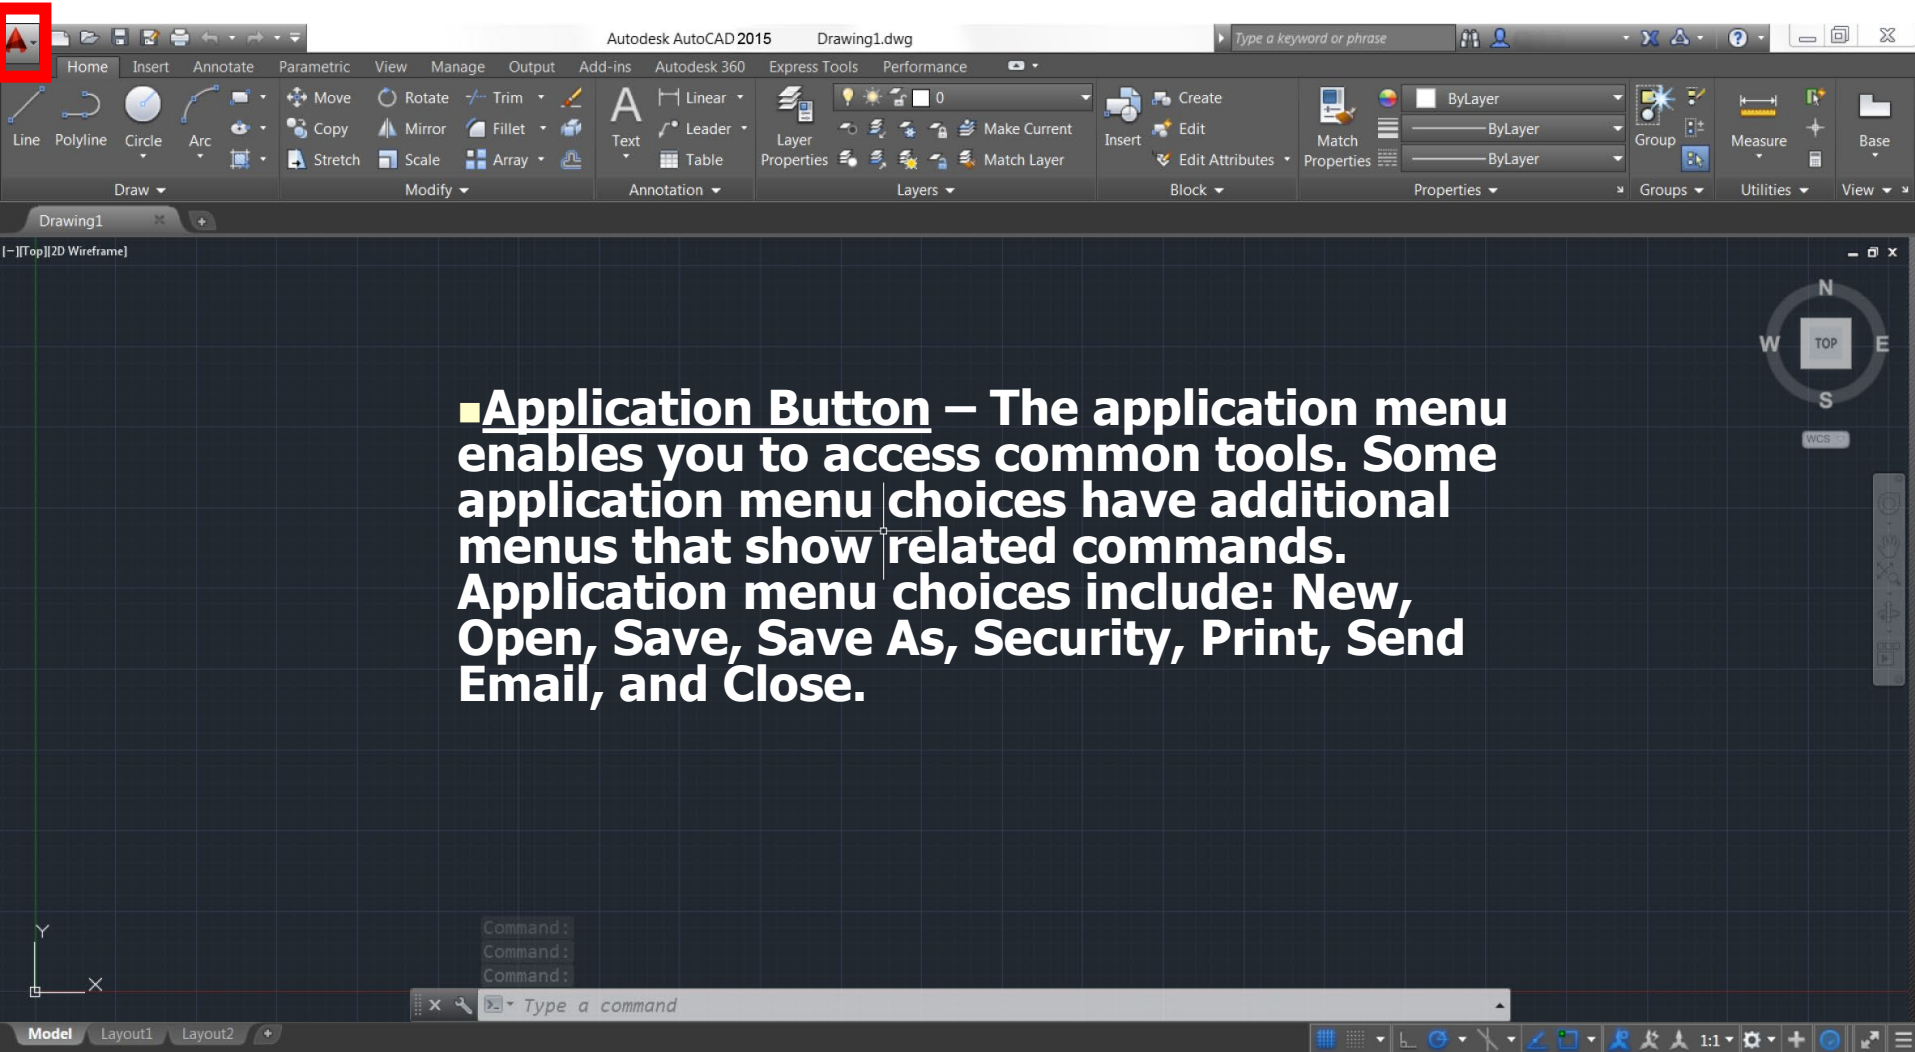 Autodesk AutoCAD 2015 Drawing1.dwg Type a keyword or phrase
Home Insert Annotate Parametric View Manage Output Add-ins Autodesk 360 Express Tools Performance
Move Rotate Trim Linear 0 Create ByLayer
Copy Mirror Fillet Leader Make Current Edit ByLayer
Line Polyline Circle Arc Text Layer Properties Insert Match Properties Group Measure Base
Stretch Scale Array Table Match Layer Edit Attributes ByLayer
Draw Modify Annotation Layers Block Properties Groups Utilities View
Drawing1
[−][Top][2D Wireframe]
N
W TOP E
S
WCS
Application Button – The application menu
enables you to access common tools. Some
application menu choices have additional
menus that show related commands.
Application menu choices include: New,
Open, Save, Save As, Security, Print, Send
Email, and Close.
Y
X
Command:
Command:
Command:
Type a command
Model Layout1 Layout2 1:1